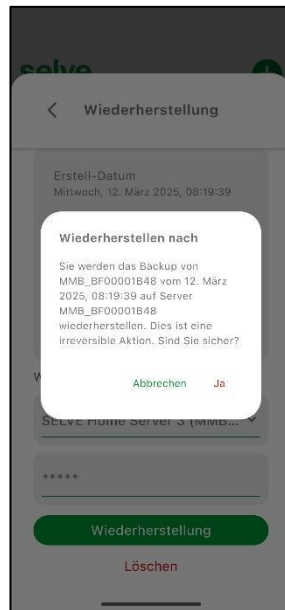 selve
Wiederherstellung
Erstell-Datum
Mittwoch, 12. März 2025, 08:19:39
Wiederherstellen nach
Sie werden das Backup von
MMB_BF00001B48 vom 12. März
2025, 08:19:39 auf Server
MMB_BF00001B48
wiederherstellen. Dies ist eine
irreversible Aktion. Sind Sie sicher?
Abbrechen Ja
SELVE Home Server 3 (MMB...
*****
Wiederherstellung
Löschen